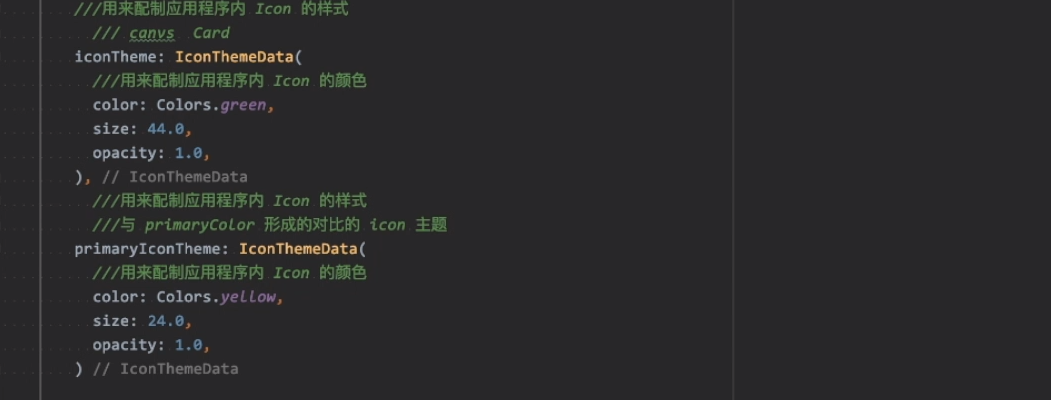 ///用来配制应用程序内 Icon 的样式
/// canvs  Card
iconTheme: IconThemeData(
///用来配制应用程序内 Icon 的颜色
color: Colors.green,
size: 44.0,
opacity: 1.0,
), // IconThemeData
///用来配制应用程序内 Icon 的样式
///与 primaryColor 形成的对比的 icon 主题
primaryIconTheme: IconThemeData(
///用来配制应用程序内 Icon 的颜色
color: Colors.yellow,
size: 24.0,
opacity: 1.0,
) // IconThemeData